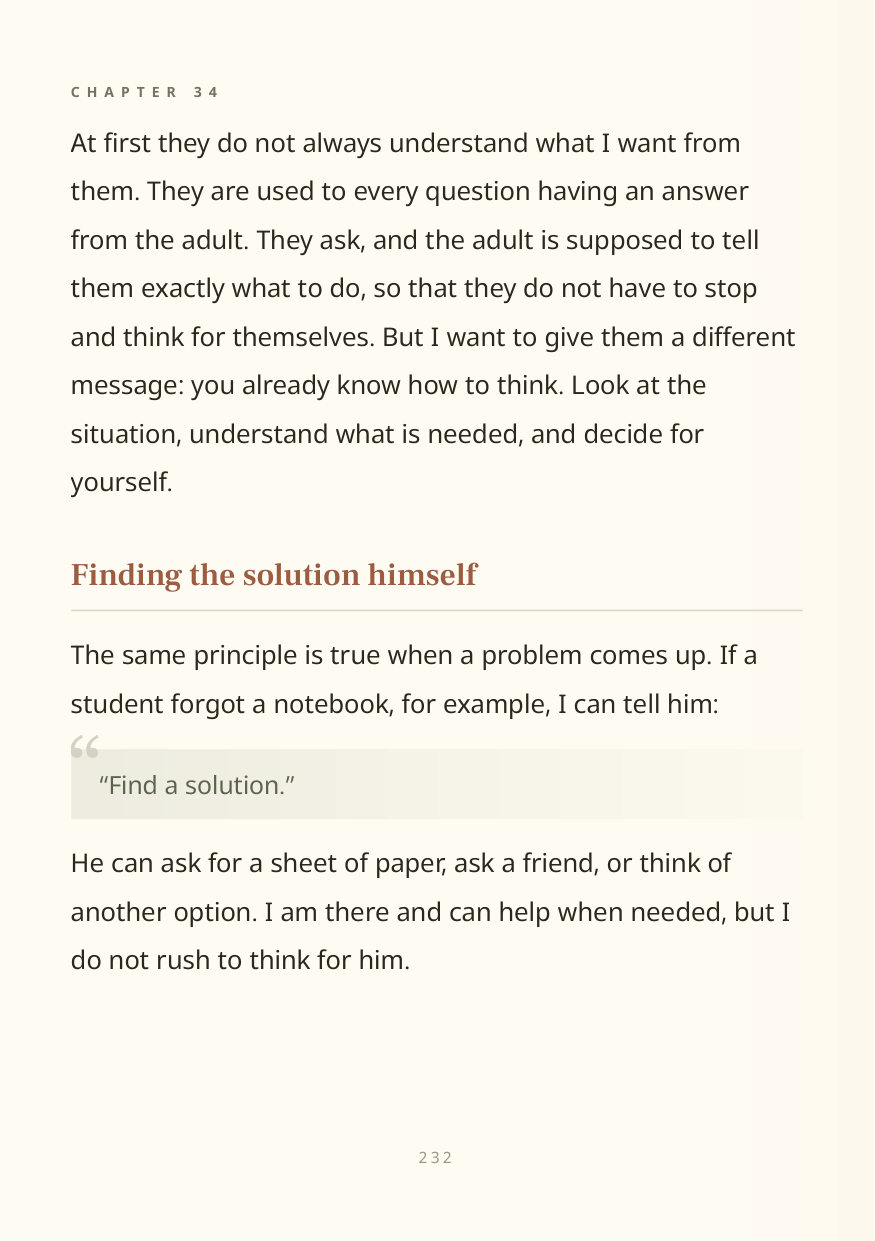 CHAPTER 34
At first they do not always understand what I want from
them. They are used to every question having an answer
from the adult. They ask, and the adult is supposed to tell
them exactly what to do, so that they do not have to stop
and think for themselves. But I want to give them a different
message: you already know how to think. Look at the
situation, understand what is needed, and decide for
yourself.
Finding the solution himself
The same principle is true when a problem comes up. If a
student forgot a notebook, for example, I can tell him:
“
“Find a solution.”
He can ask for a sheet of paper, ask a friend, or think of
another option. I am there and can help when needed, but I
do not rush to think for him.
232